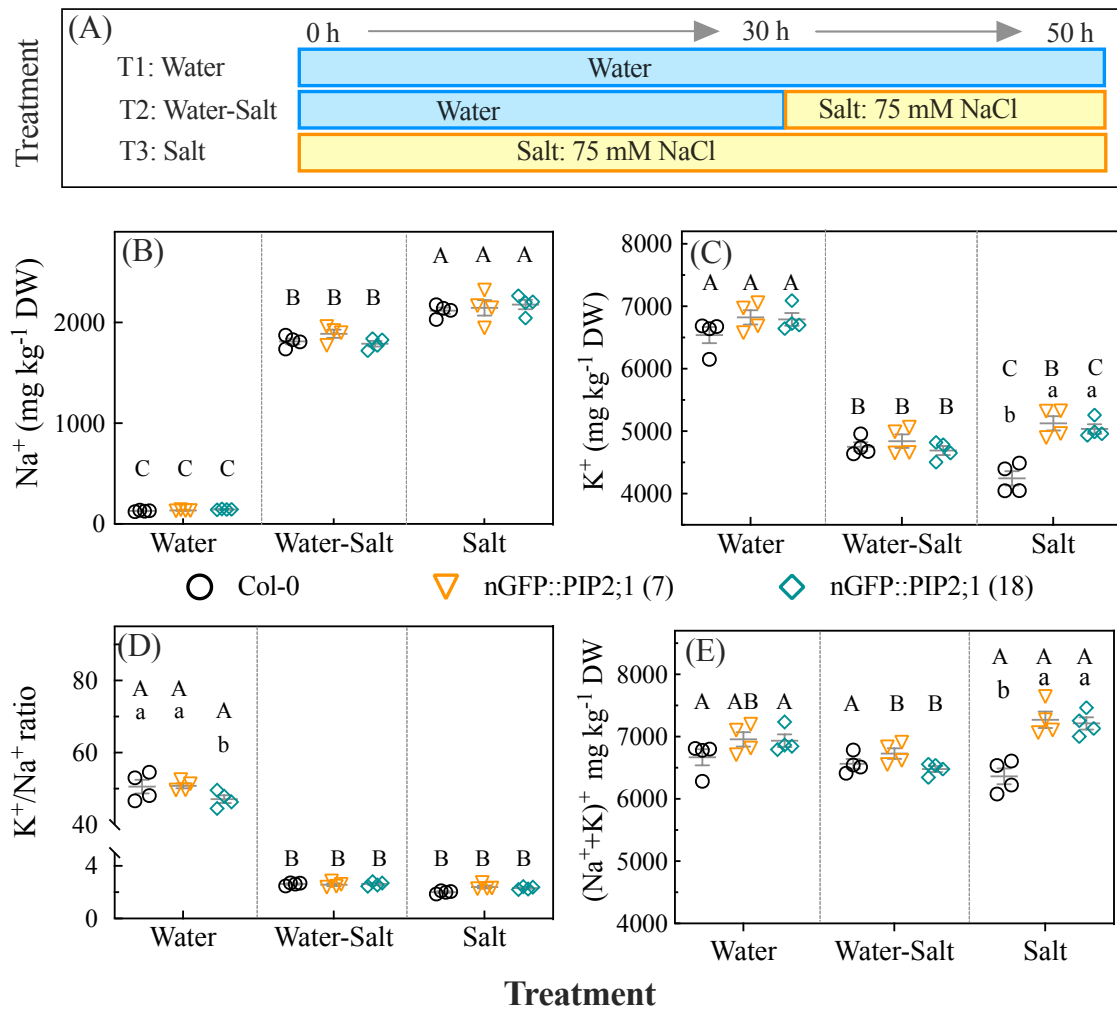 Treatment
(A)
0 h 30 h 50 h
T1: Water Water
T2: Water-Salt Water Salt: 75 mM NaCl
T3: Salt Salt: 75 mM NaCl
(B)
Na⁺ (mg kg⁻¹ DW)
2000
1000
0
C C C
B B B
A A A
Water Water-Salt Salt
(C)
K⁺ (mg kg⁻¹ DW)
8000
7000
6000
5000
4000
A A A
B B B
C B C
b a a
Water Water-Salt Salt
Col-0 nGFP::PIP2;1 (7) nGFP::PIP2;1 (18)
(D)
K⁺/Na⁺ ratio
80
60
40
4
2
0
A A A
a a b
B B B
B B B
Water Water-Salt Salt
(E)
(Na⁺+K)⁺ mg kg⁻¹ DW
8000
7000
6000
5000
4000
A AB A
A B B
A A A
b a a
Water Water-Salt Salt
Treatment